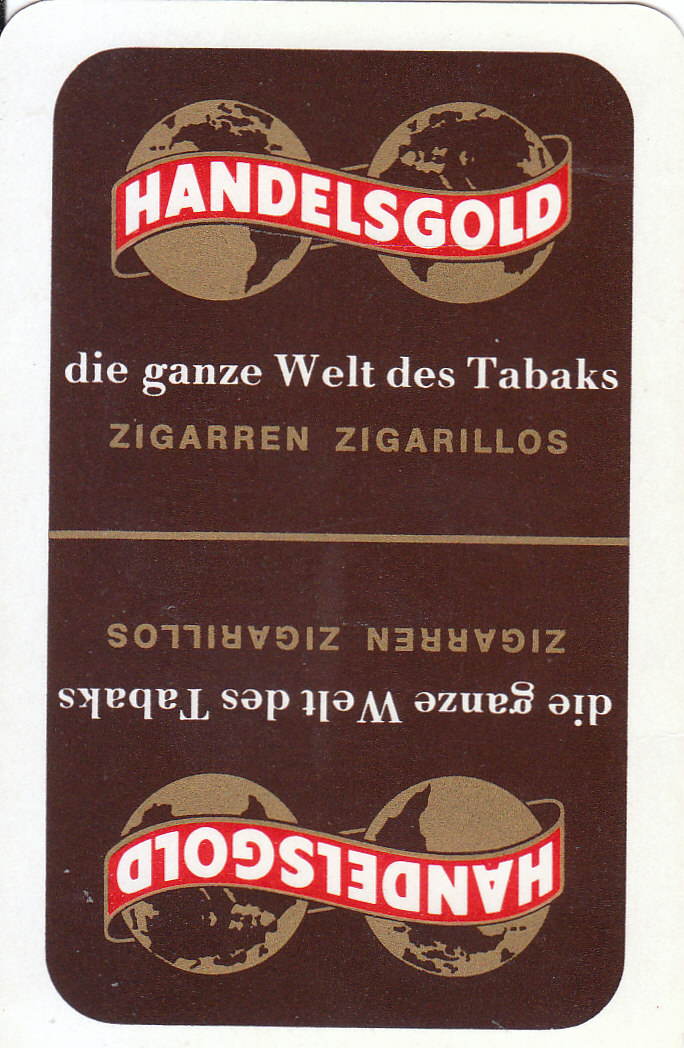 HANDELSGOLD
die ganze Welt des Tabaks
ZIGARREN ZIGARILLOS
ZIGARREN ZIGARILLOS
die ganze Welt des Tabaks
HANDELSGOLD